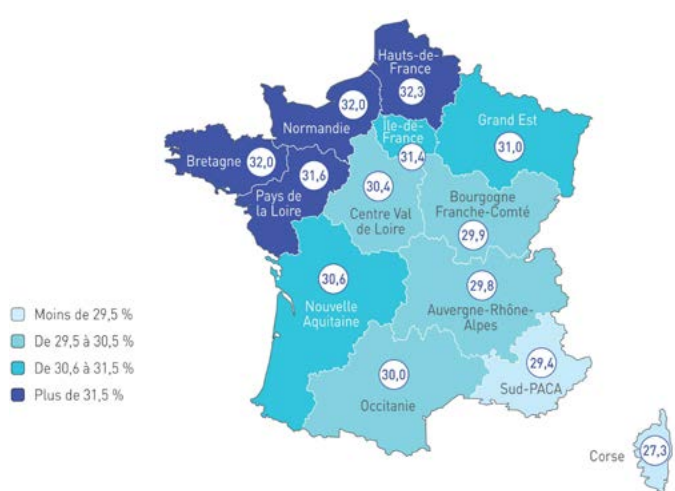 Hauts-de-
France
32,3
32,0
Normandie
Île-de-
France
31,4
Grand Est
31,0
Bretagne
32,0
31,6
Pays de
la Loire
30,4
Centre Val
de Loire
Bourgogne
Franche-Comté
29,9
30,6
Nouvelle
Aquitaine
29,8
Auvergne-Rhône-
Alpes
30,0
Occitanie
29,4
Sud-PACA
Corse
27,3
Moins de 29,5 %
De 29,5 à 30,5 %
De 30,6 à 31,5 %
Plus de 31,5 %